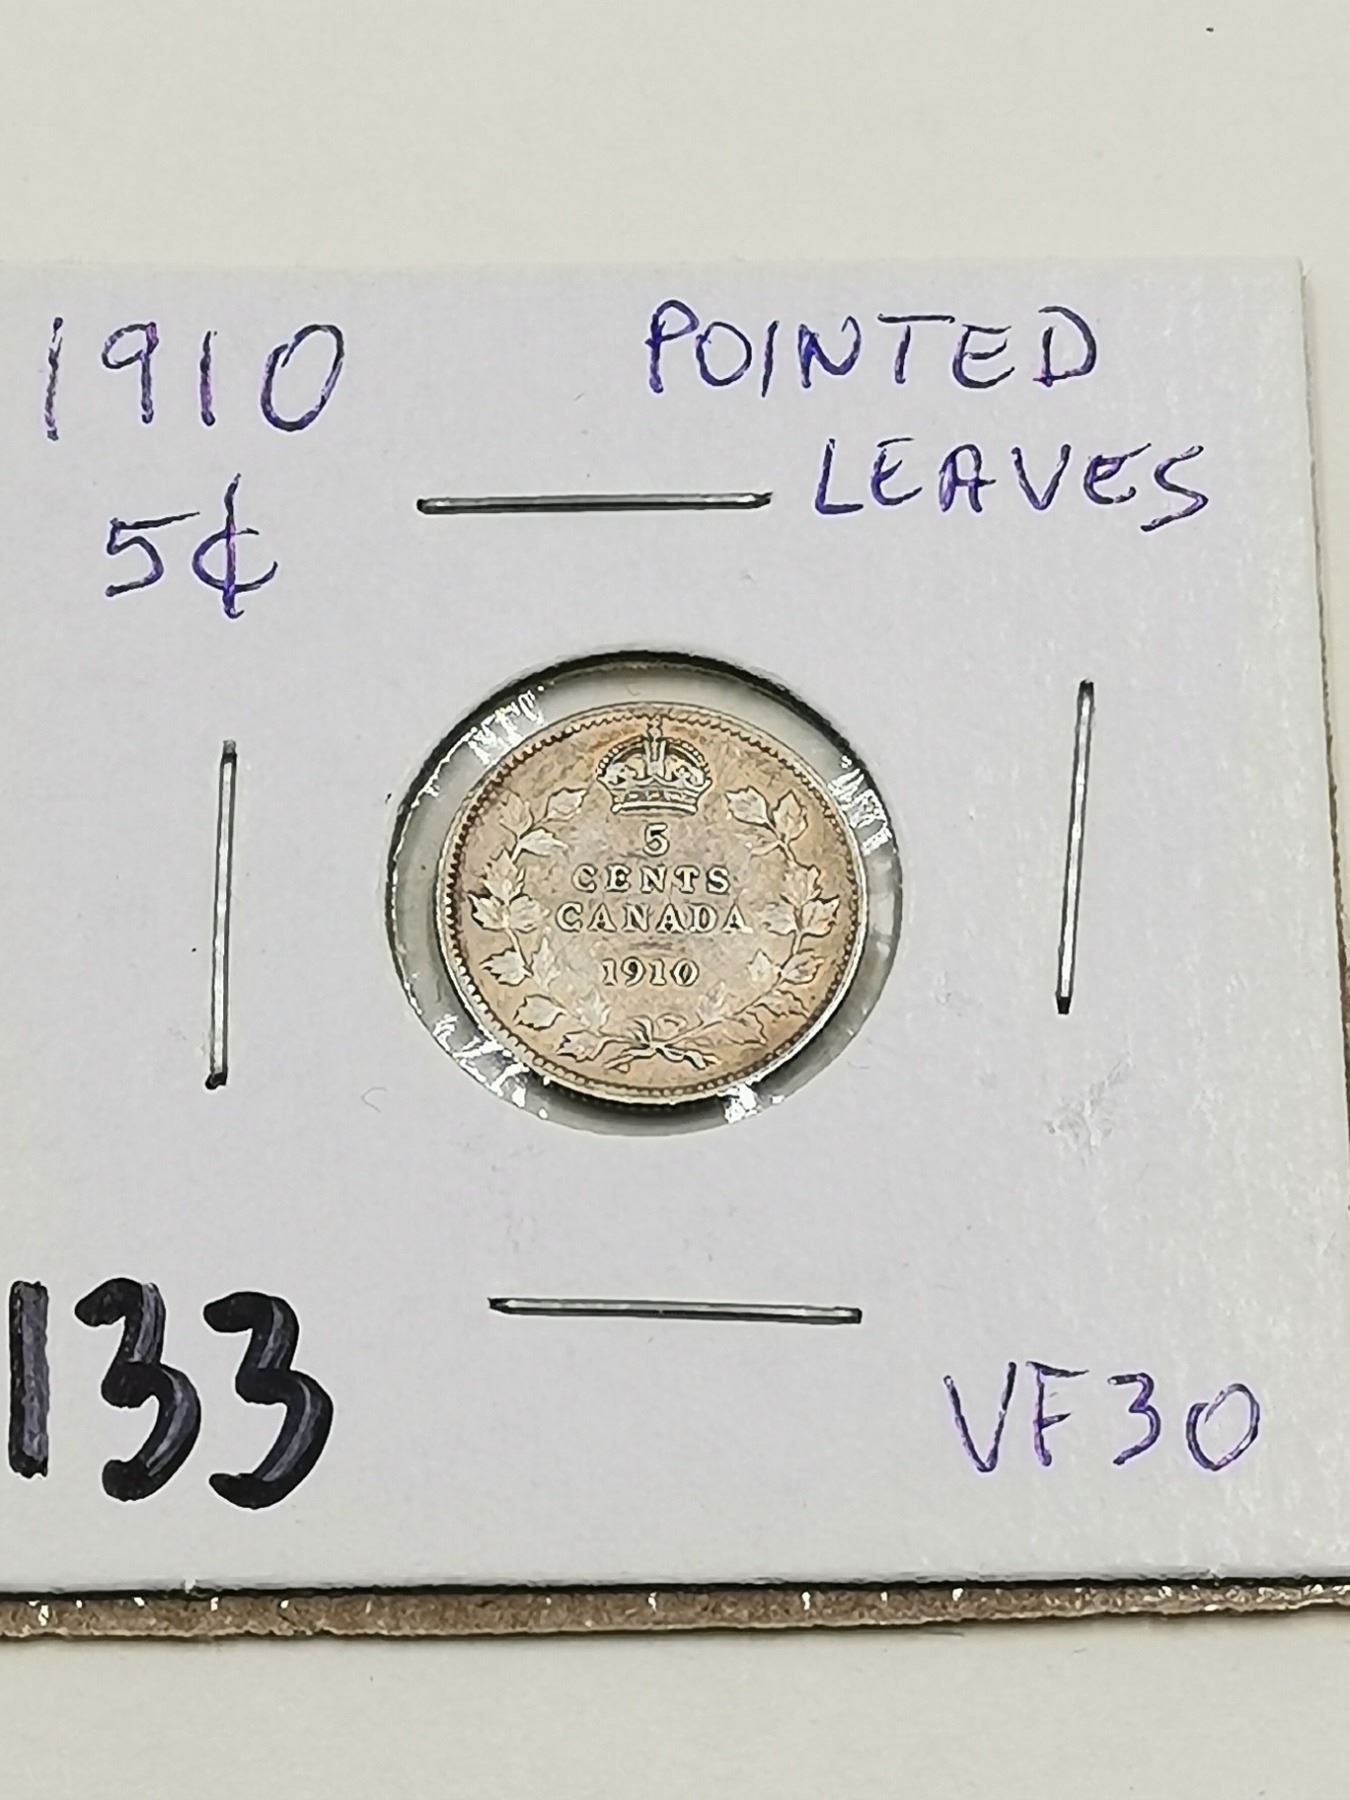 1910
5¢
POINTED
LEAVES
5
CENTS
CANADA
1910
133
VF30